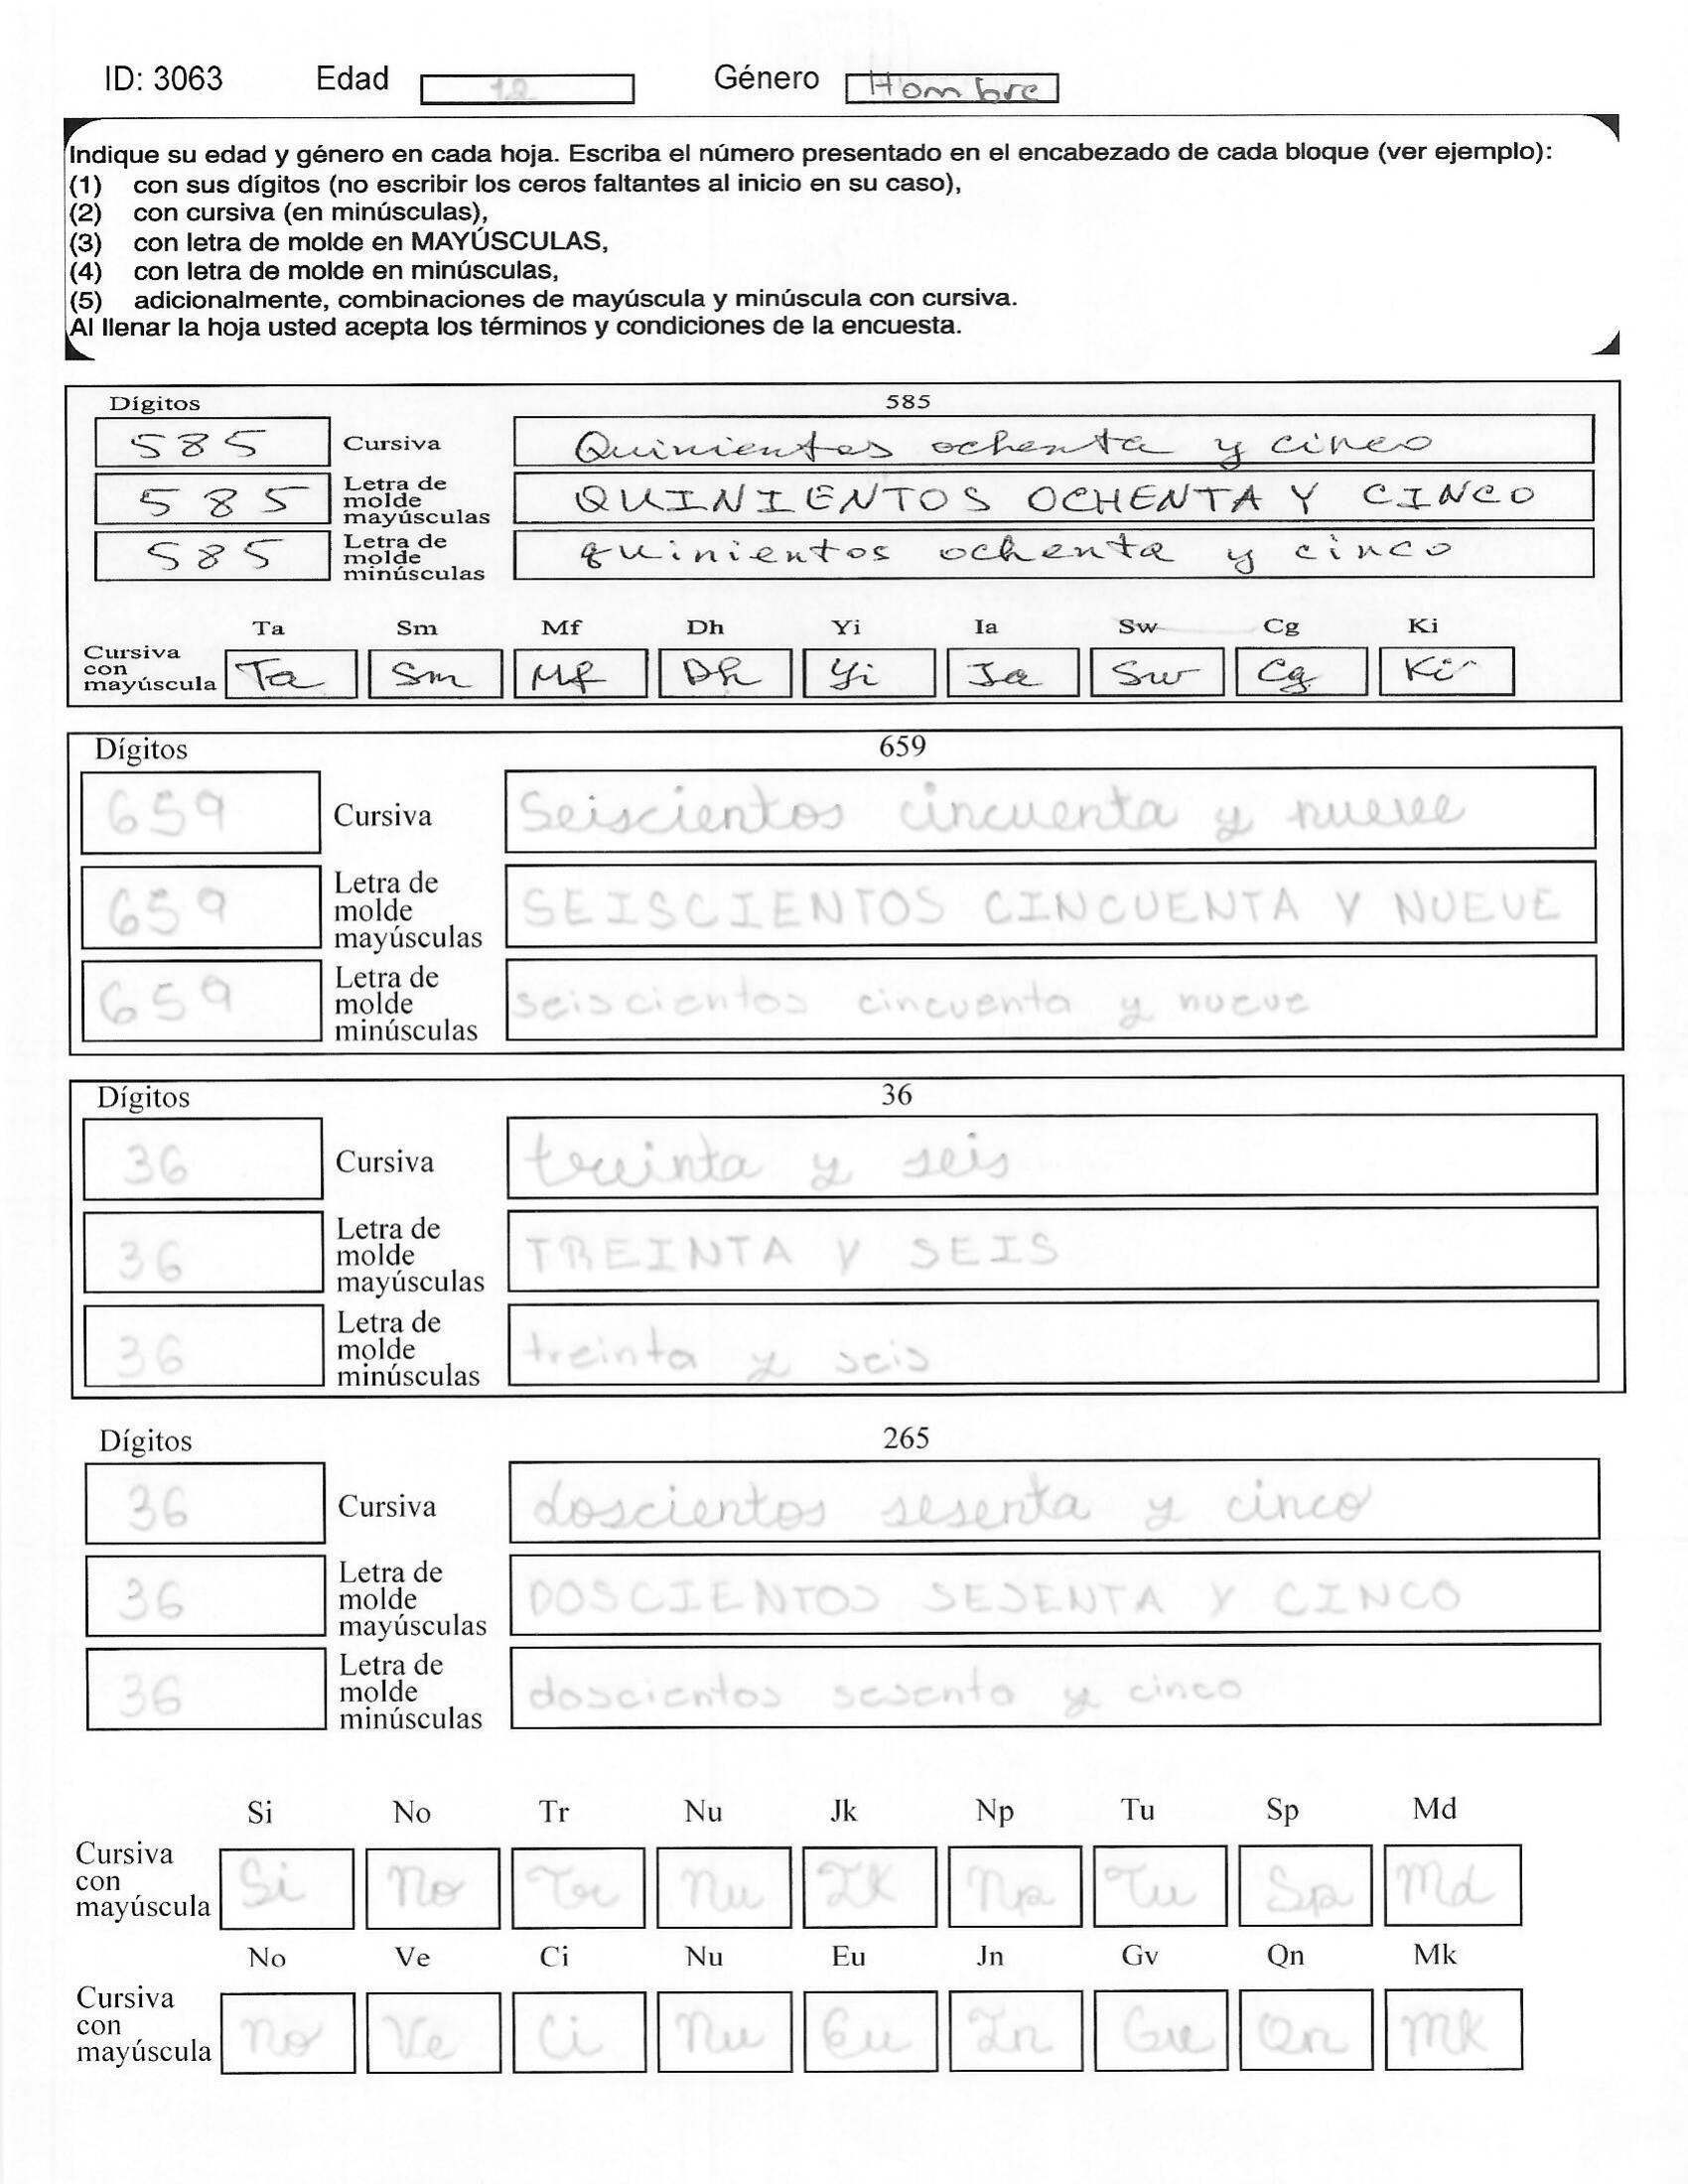 ID: 3063 Edad 12 Género Hombre
Indique su edad y género en cada hoja. Escriba el número presentado en el encabezado de cada bloque (ver ejemplo):
(1) con sus dígitos (no escribir los ceros faltantes al inicio en su caso),
(2) con cursiva (en minúsculas),
(3) con letra de molde en MAYÚSCULAS,
(4) con letra de molde en minúsculas,
(5) adicionalmente, combinaciones de mayúscula y minúscula con cursiva.
Al llenar la hoja usted acepta los términos y condiciones de la encuesta.
Dígitos 585
585 Cursiva Quinientos ochenta y cinco
585 Letra de molde mayúsculas QUINIENTOS OCHENTA Y CINCO
585 Letra de molde minúsculas quinientos ochenta y cinco
Ta Sm Mf Dh Yi Ia Sw Cg Ki
Cursiva con mayúscula Ta Sm Mf Dh Yi Ia Sw Cg Ki
Dígitos 659
659 Cursiva Seiscientos cincuenta y nueve
659 Letra de molde mayúsculas SEISCIENTOS CINCUENTA Y NUEVE
659 Letra de molde minúsculas seiscientos cincuenta y nueve
Dígitos 36
36 Cursiva treinta y seis
36 Letra de molde mayúsculas TREINTA Y SEIS
36 Letra de molde minúsculas treinta y seis
Dígitos 265
36 Cursiva doscientos sesenta y cinco
36 Letra de molde mayúsculas DOSCIENTOS SESENTA Y CINCO
36 Letra de molde minúsculas doscientos sesenta y cinco
Si No Tr Nu Jk Np Tu Sp Md
Cursiva con mayúscula Si No Tr Nu Jk Np Tu Sp Md
No Ve Ci Nu Eu Jn Gv Qn Mk
Cursiva con mayúscula No Ve Ci Nu Eu Jn Gv Qn Mk